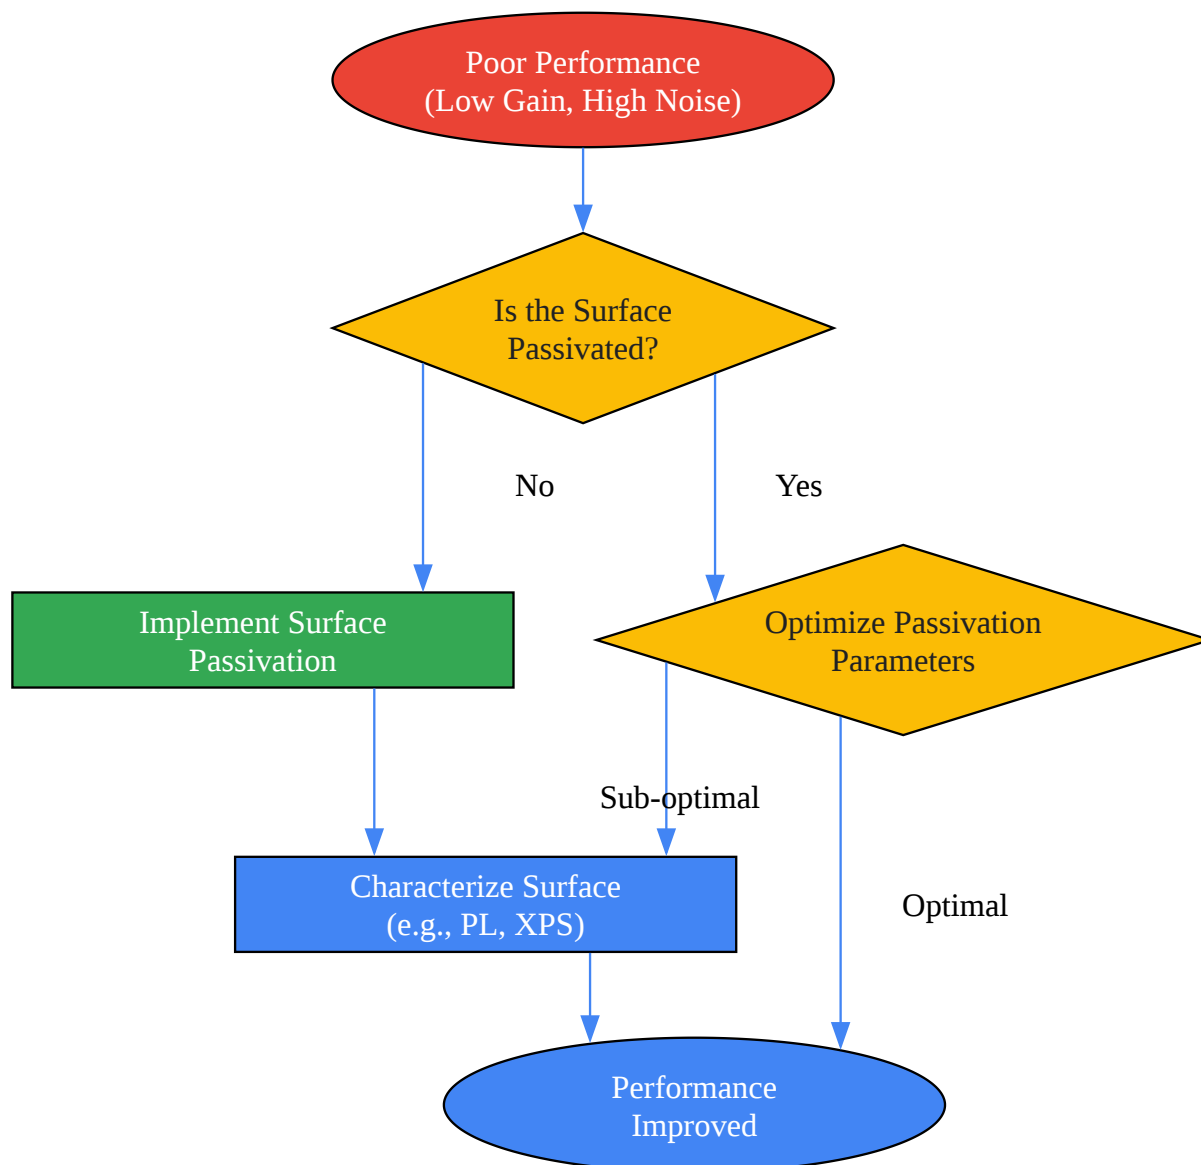 Poor Performance
(Low Gain, High Noise)
Is the Surface
Passivated?
No
Yes
Implement Surface
Passivation
Optimize Passivation
Parameters
Sub-optimal
Characterize Surface
(e.g., PL, XPS)
Optimal
Performance
Improved